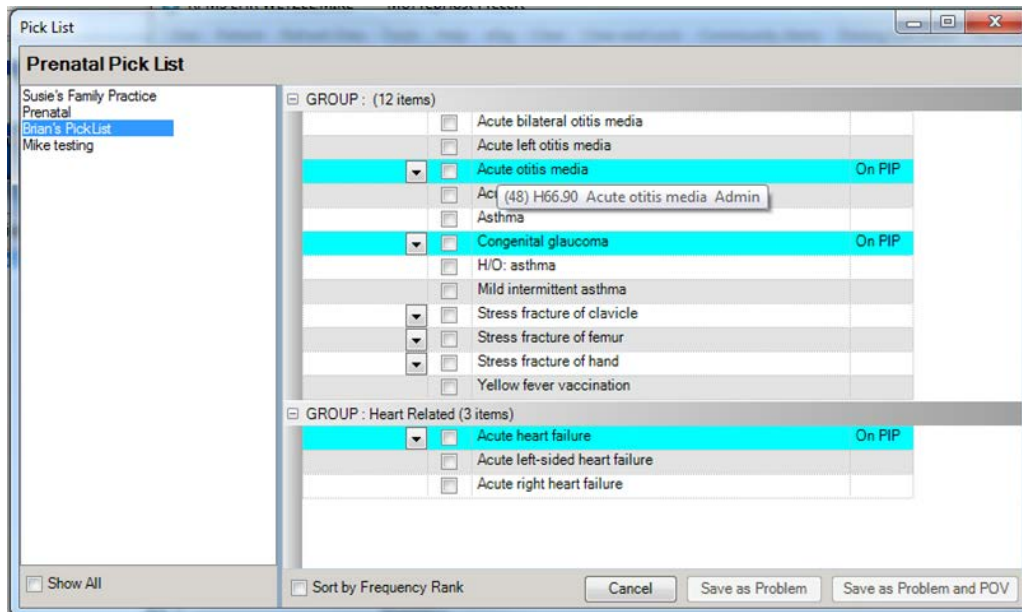 Pick List
Prenatal Pick List
Susie's Family Practice
Prenatal
Brian's PickList
Mike testing
GROUP : (12 items)
Acute bilateral otitis media
Acute left otitis media
Acute otitis media On PIP
(48) H66.90 Acute otitis media Admin
Asthma
Congenital glaucoma On PIP
H/O: asthma
Mild intermittent asthma
Stress fracture of clavicle
Stress fracture of femur
Stress fracture of hand
Yellow fever vaccination
GROUP : Heart Related (3 items)
Acute heart failure On PIP
Acute left-sided heart failure
Acute right heart failure
Show All
Sort by Frequency Rank Cancel Save as Problem Save as Problem and POV